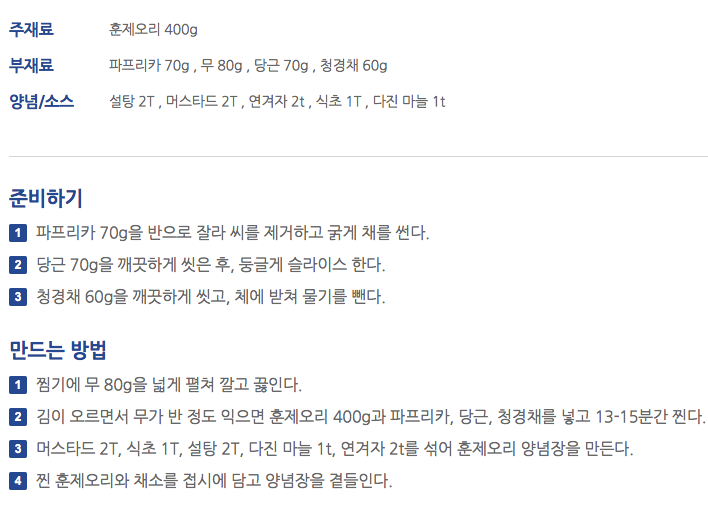 주재료 훈제오리 400g
부재료 파프리카 70g , 무 80g , 당근 70g , 청경채 60g
양념/소스 설탕 2T , 머스타드 2T , 연겨자 2t , 식초 1T , 다진 마늘 1t
준비하기
1 파프리카 70g을 반으로 잘라 씨를 제거하고 굵게 채를 썬다.
2 당근 70g을 깨끗하게 씻은 후, 둥글게 슬라이스 한다.
3 청경채 60g을 깨끗하게 씻고, 체에 받쳐 물기를 뺀다.
만드는 방법
1 찜기에 무 80g을 넓게 펼쳐 깔고 끓인다.
2 김이 오르면서 무가 반 정도 익으면 훈제오리 400g과 파프리카, 당근, 청경채를 넣고 13-15분간 찐다.
3 머스타드 2T, 식초 1T, 설탕 2T, 다진 마늘 1t, 연겨자 2t를 섞어 훈제오리 양념장을 만든다.
4 찐 훈제오리와 채소를 접시에 담고 양념장을 곁들인다.